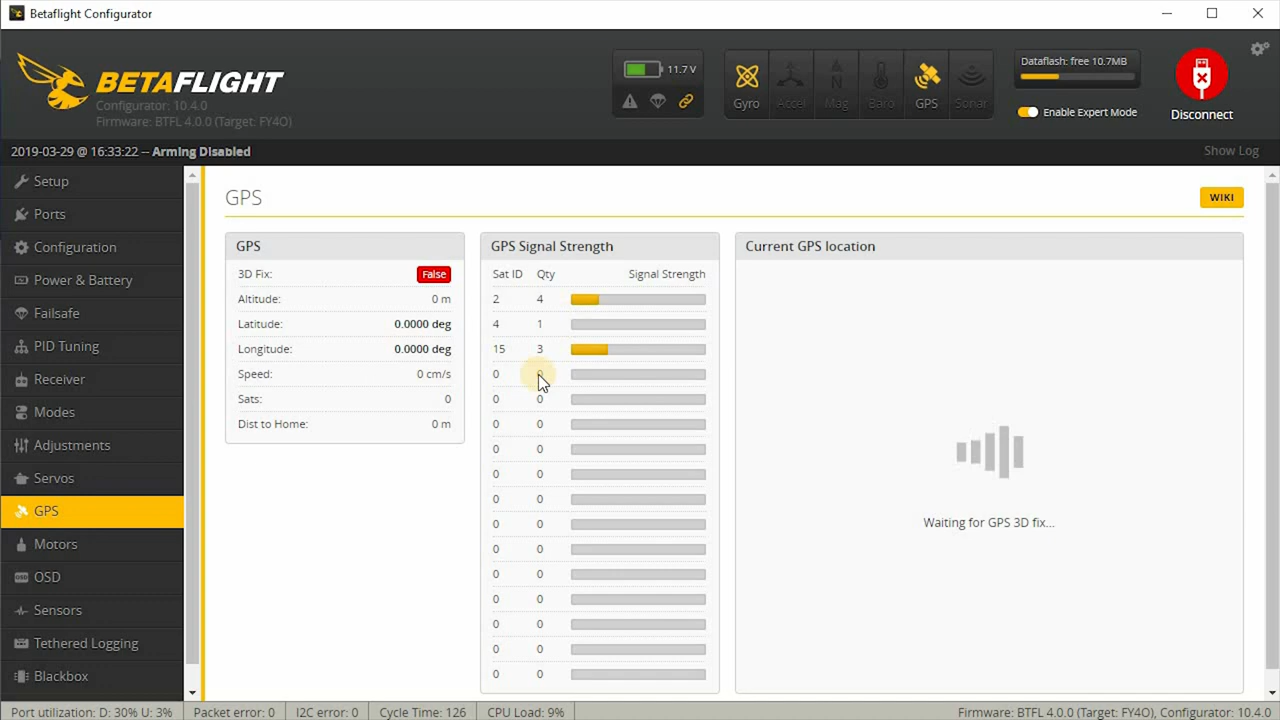 Betaflight Configurator
BETAFLIGHT
Configurator: 10.4.0
Firmware: BTFL 4.0.0 (Target: FY4O)
11.7 V
Gyro
Accel
Mag
Baro
GPS
Sonar
Dataflash: free 10.7MB
Enable Expert Mode
Disconnect
2019-03-29 @ 16:33:22 -- Arming Disabled
Show Log
Setup
Ports
Configuration
Power & Battery
Failsafe
PID Tuning
Receiver
Modes
Adjustments
Servos
GPS
Motors
OSD
Sensors
Tethered Logging
Blackbox
GPS
WIKI
GPS
3D Fix: False
Altitude: 0 m
Latitude: 0.0000 deg
Longitude: 0.0000 deg
Speed: 0 cm/s
Sats: 0
Dist to Home: 0 m
GPS Signal Strength
Sat ID Qty Signal Strength
2 4
4 1
15 3
0
0 0
0 0
0 0
0 0
0 0
0 0
0 0
0 0
0 0
0 0
0 0
0 0
Current GPS location
Waiting for GPS 3D fix...
Port utilization: D: 30% U: 3%
Packet error: 0
I2C error: 0
Cycle Time: 126
CPU Load: 9%
Firmware: BTFL 4.0.0 (Target: FY4O), Configurator: 10.4.0